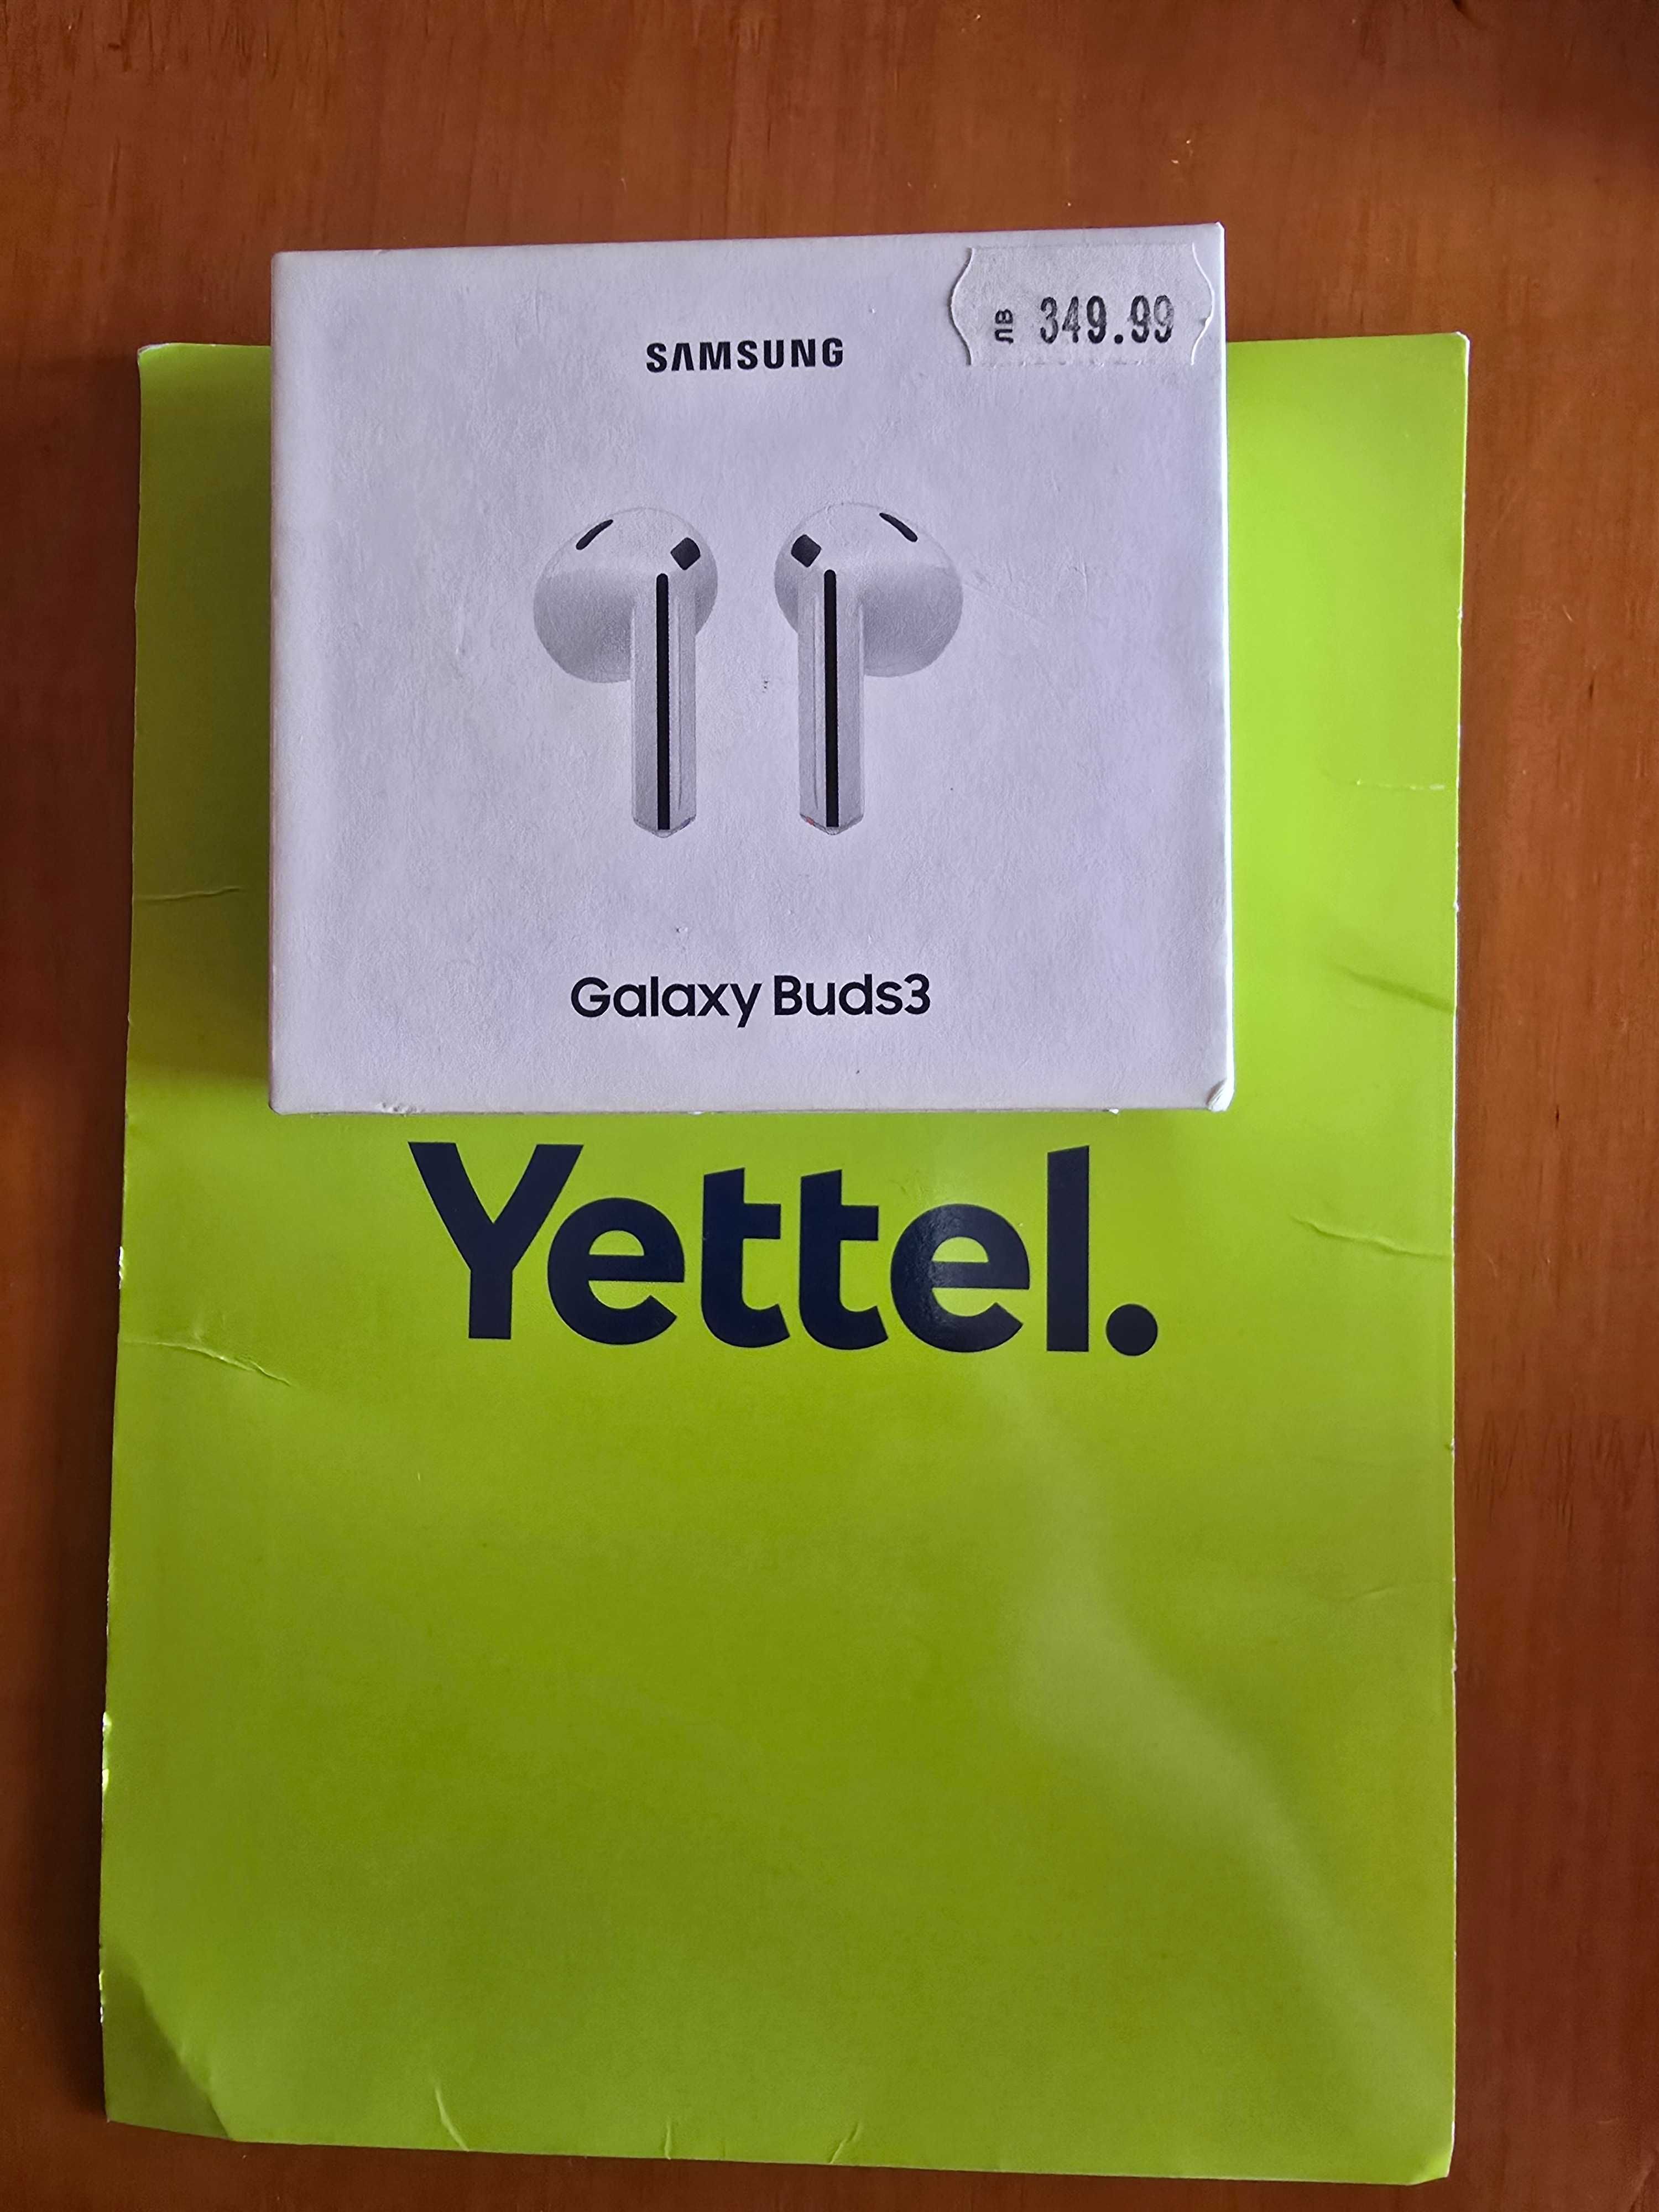 SAMSUNG
лв 349.99
Galaxy Buds3
Yettel.